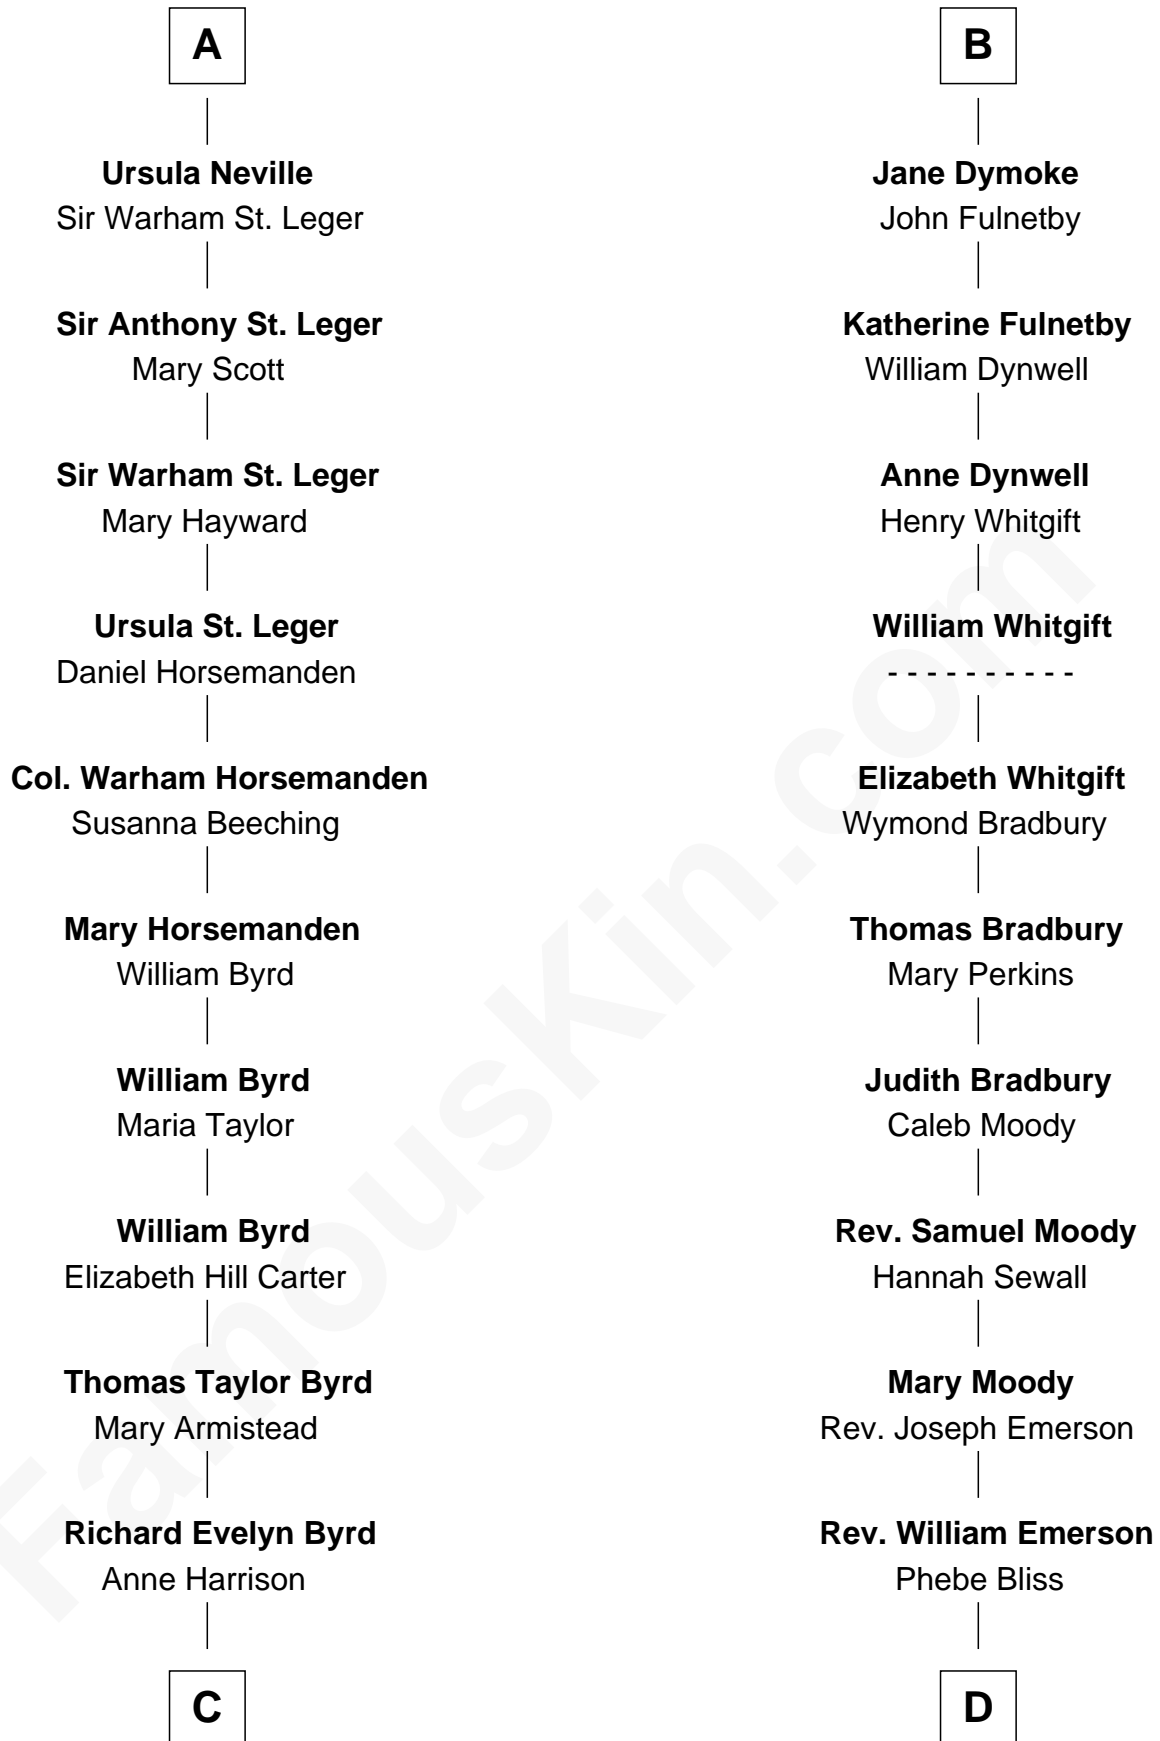 A
Ursula Neville
Sir Warham St. Leger
Sir Anthony St. Leger
Mary Scott
Sir Warham St. Leger
Mary Hayward
Ursula St. Leger
Daniel Horsemanden
Col. Warham Horsemanden
Susanna Beeching
Mary Horsemanden
William Byrd
William Byrd
Maria Taylor
William Byrd
Elizabeth Hill Carter
Thomas Taylor Byrd
Mary Armistead
Richard Evelyn Byrd
Anne Harrison
C
B
Jane Dymoke
John Fulnetby
Katherine Fulnetby
William Dynwell
Anne Dynwell
Henry Whitgift
William Whitgift
- - - - - - - - - -
Elizabeth Whitgift
Wymond Bradbury
Thomas Bradbury
Mary Perkins
Judith Bradbury
Caleb Moody
Rev. Samuel Moody
Hannah Sewall
Mary Moody
Rev. Joseph Emerson
Rev. William Emerson
Phebe Bliss
D
FamousKin.com